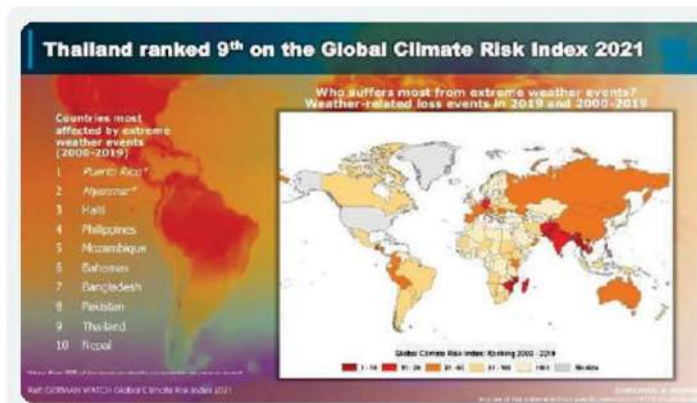 Thailand ranked 9th on the Global Climate Risk Index 2021
Who suffers most from extreme weather events?
Weather-related loss events in 2019 and 2000-2019
Countries most
affected by extreme
weather events
(2000-2019)
1 Puerto Rico*
2 Myanmar*
3 Haiti
4 Philippines
5 Mozambique
6 Bahamas
7 Bangladesh
8 Pakistan
9 Thailand
10 Nepal
Global Climate Risk Index: Ranking 2000 - 2019
1 - 10
11 - 20
21 - 50
51 - 100
>100
No data
Ref: GERMAN WATCH Global Climate Risk Index 2021